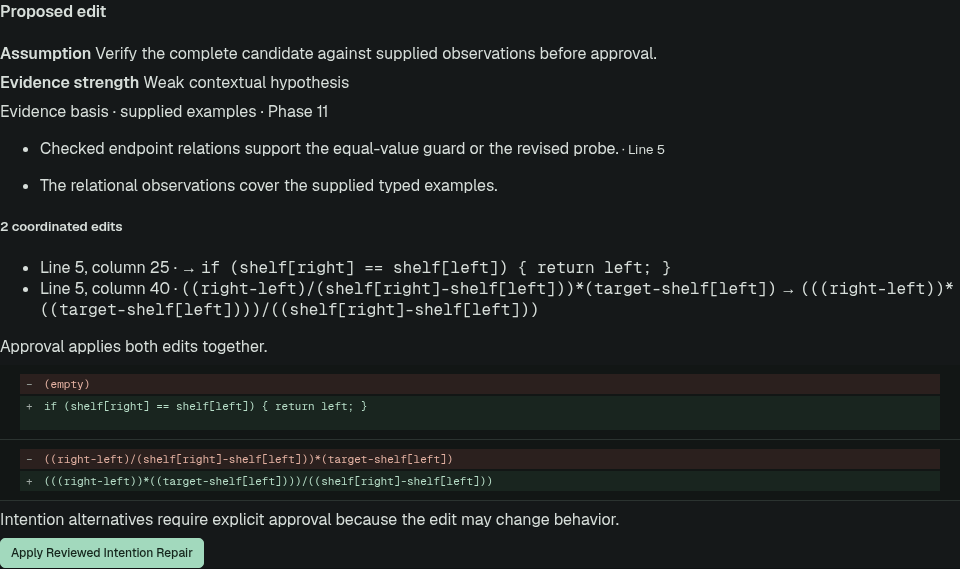 Proposed edit
Assumption Verify the complete candidate against supplied observations before approval.
Evidence strength Weak contextual hypothesis
Evidence basis · supplied examples · Phase 11
• Checked endpoint relations support the equal-value guard or the revised probe. · Line 5
• The relational observations cover the supplied typed examples.
2 coordinated edits
• Line 5, column 25 · → if (shelf[right] == shelf[left]) { return left; }
• Line 5, column 40 · ((right-left)/(shelf[right]-shelf[left]))*(target-shelf[left]) → (((right-left))*
((target-shelf[left])))/((shelf[right]-shelf[left]))
Approval applies both edits together.
− (empty)
+ if (shelf[right] == shelf[left]) { return left; }
− ((right-left)/(shelf[right]-shelf[left]))*(target-shelf[left])
+ (((right-left))*((target-shelf[left])))/((shelf[right]-shelf[left]))
Intention alternatives require explicit approval because the edit may change behavior.
Apply Reviewed Intention Repair